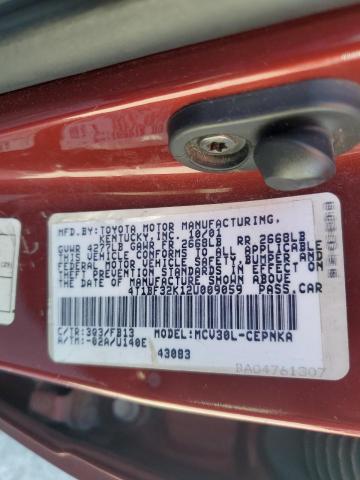 MFD.BY:TOYOTA MOTOR MANUFACTURING,
KENTUCKY,INC. 10/01
GVWR 4277LB GAWR FR.2668LB RR.2668LB
THIS VEHICLE CONFORMS TO ALL APPLICABLE
FEDERAL MOTOR VEHICLE SAFETY, BUMPER AND
THEFT PREVENTION STANDARDS IN EFFECT ON
THE DATE OF MANUFACTURE SHOWN ABOVE.
4T1BF32K12U009059 PASS.CAR
C/TR:3Q3/FB13 MODEL:MCV30L-CEPNKA
A/TM:-02A/U140E
43083
BA04761307